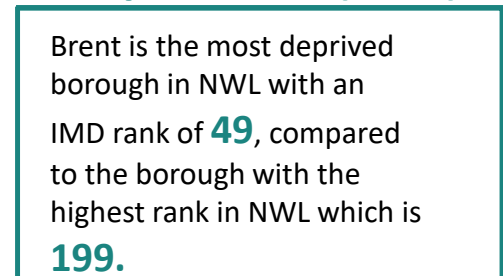 Brent is the most deprived
borough in NWL with an
IMD rank of 49, compared
to the borough with the
highest rank in NWL which is
199.